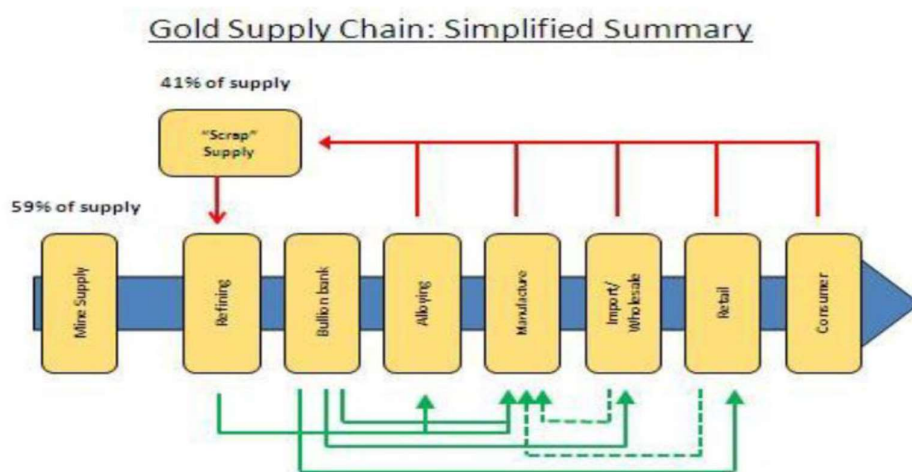 Gold Supply Chain: Simplified Summary
41% of supply
"Scrap"
Supply
59% of supply
Mine Supply
Refining
Bullion bank
Alloying
Manufacture
Import/
Wholesale
Retail
Consumer